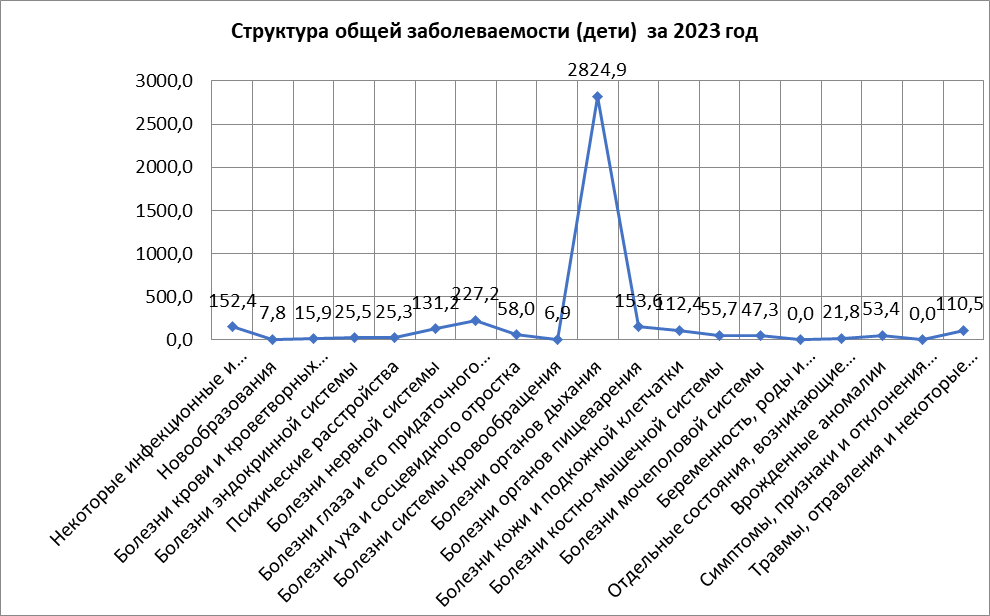 Структура общей заболеваемости (дети)  за 2023 год
3000,0
2500,0
2000,0
1500,0
1000,0
500,0
0,0
152,4
7,8
15,9
25,5
25,3
131,2
227,2
58,0
6,9
2824,9
153,6
112,4
55,7
47,3
0,0
21,8
53,4
0,0
110,5
Некоторые инфекционные и…
Новообразования
Болезни крови и кроветворных…
Болезни эндокринной системы
Психические расстройства
Болезни нервной системы
Болезни глаза и его придаточного…
Болезни уха и сосцевидного отростка
Болезни системы кровообращения
Болезни органов дыхания
Болезни органов пищеварения
Болезни кожи и подкожной клетчатки
Болезни костно-мышечной системы
Болезни мочеполовой системы
Беременность, роды и…
Отдельные состояния, возникающие…
Врожденные аномалии
Симптомы, признаки и отклонения…
Травмы, отравления и некоторые…